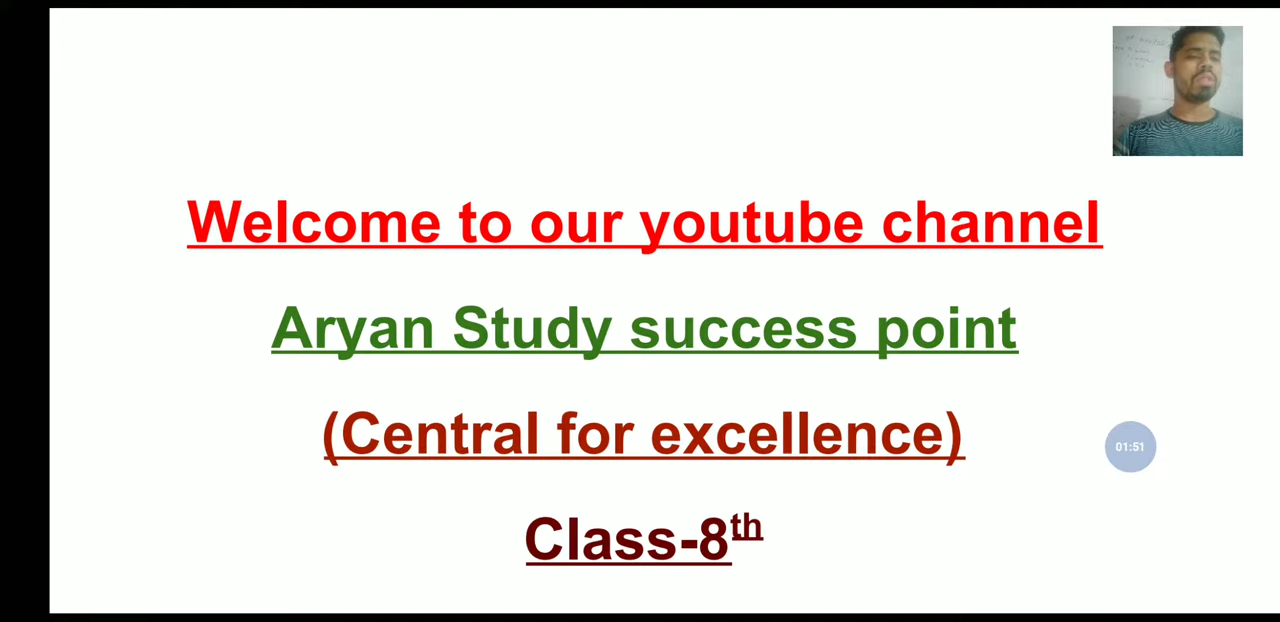 Welcome to our youtube channel
Aryan Study success point
(Central for excellence)
01:51
Class-8th